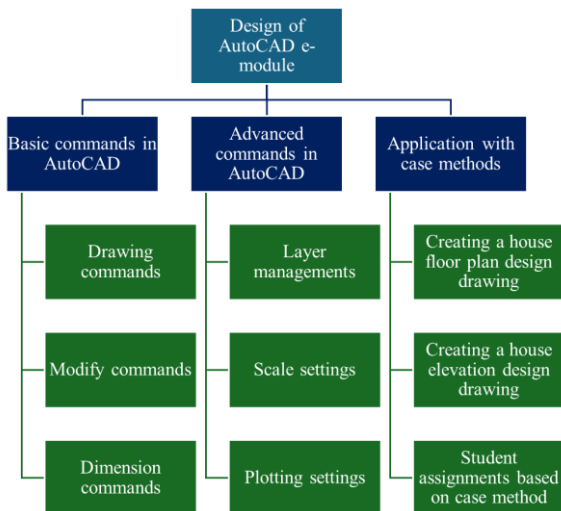 Design of
AutoCAD e-
module
Basic commands in
AutoCAD
Advanced
commands in
AutoCAD
Application with
case methods
Drawing
commands
Layer
managements
Creating a house
floor plan design
drawing
Modify commands
Scale settings
Creating a house
elevation design
drawing
Dimension
commands
Plotting settings
Student
assignments based
on case method